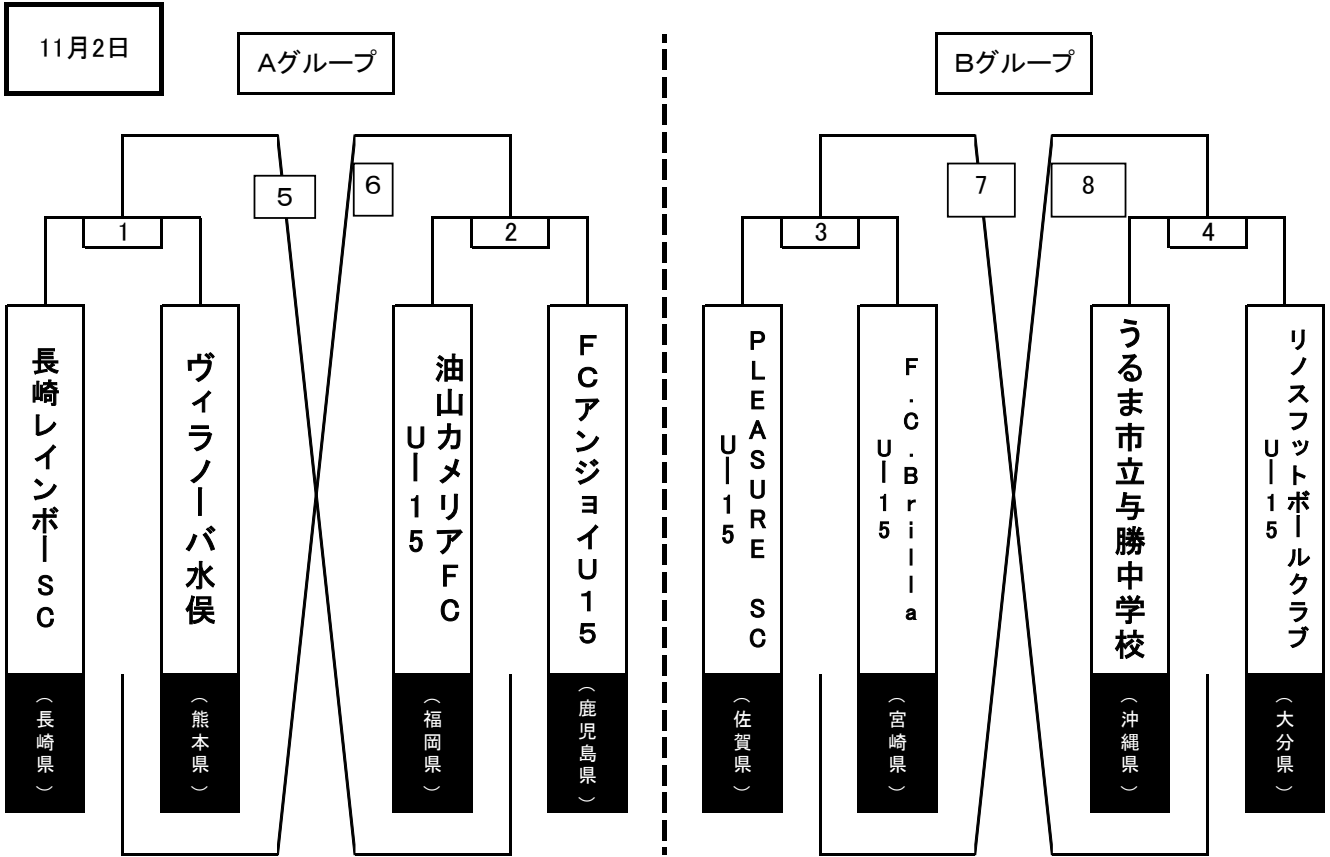 11月2日
Aグループ
Bグループ
5
6
7
8
1
2
3
4
長崎レインボーSC
ヴィラノーバ水俣
油山カメリアFC
U－15
FCアンジョイU15
PLEASURE SC
U－15
F.C.Brilla
U－15
うるま市立与勝中学校
リノスフットボールクラブ
U－15
（長崎県）
（熊本県）
（福岡県）
（鹿児島県）
（佐賀県）
（宮崎県）
（沖縄県）
（大分県）